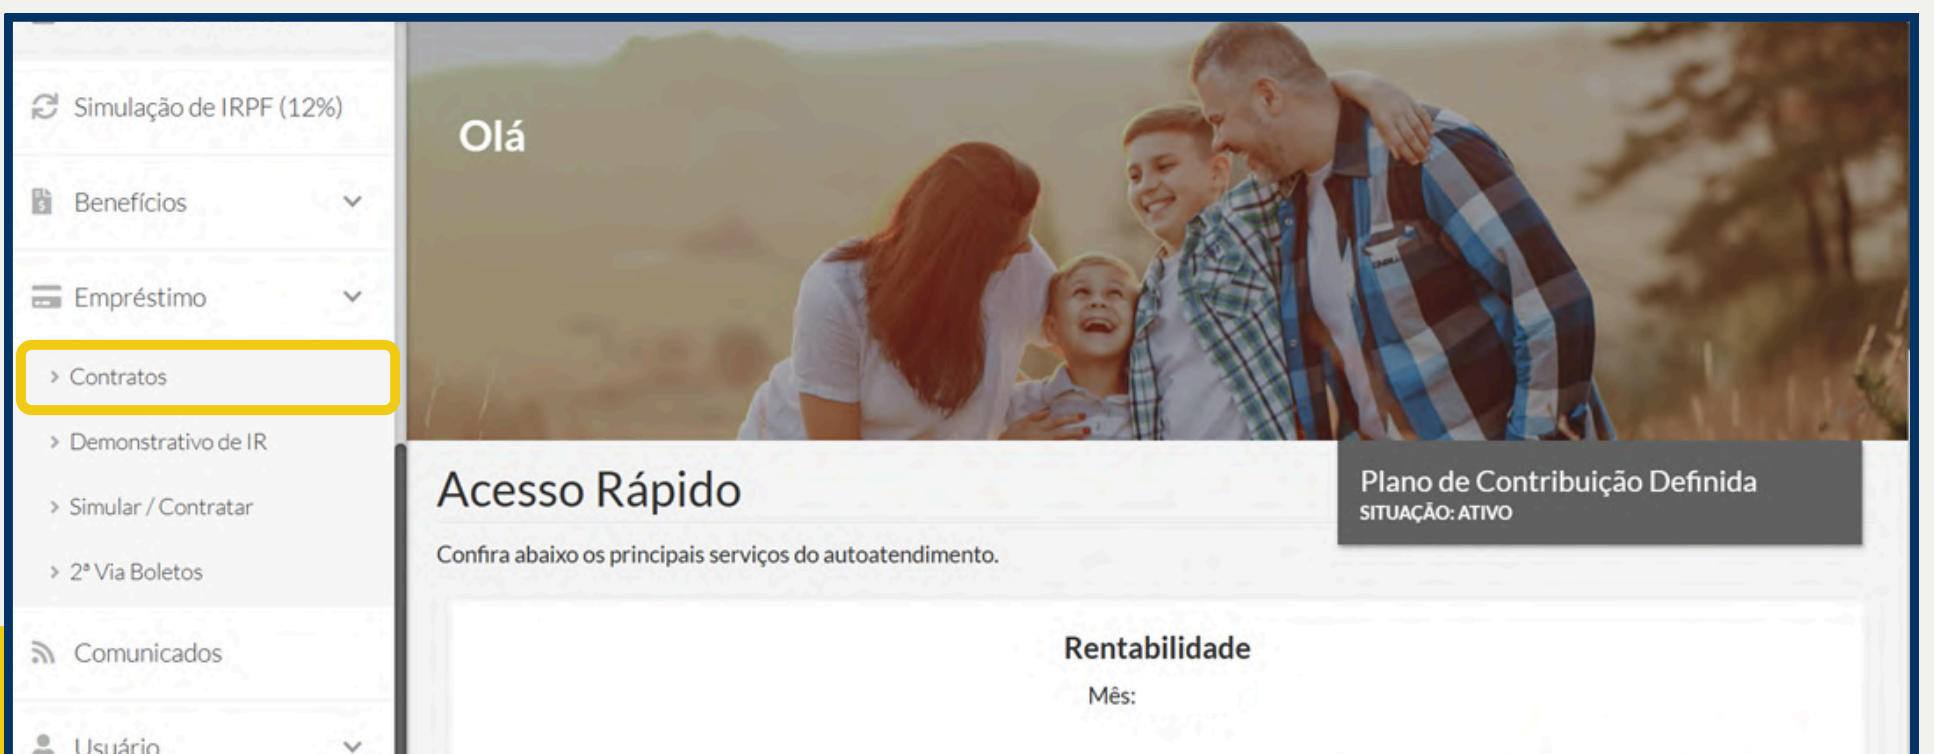 Simulação de IRPF (12%)
Benefícios
Empréstimo
Contratos
Demonstrativo de IR
Simular / Contratar
2ª Via Boletos
Comunicados
Usuário
Olá
Acesso Rápido
Confira abaixo os principais serviços do autoatendimento.
Plano de Contribuição Definida
SITUAÇÃO: ATIVO
Rentabilidade
Mês: